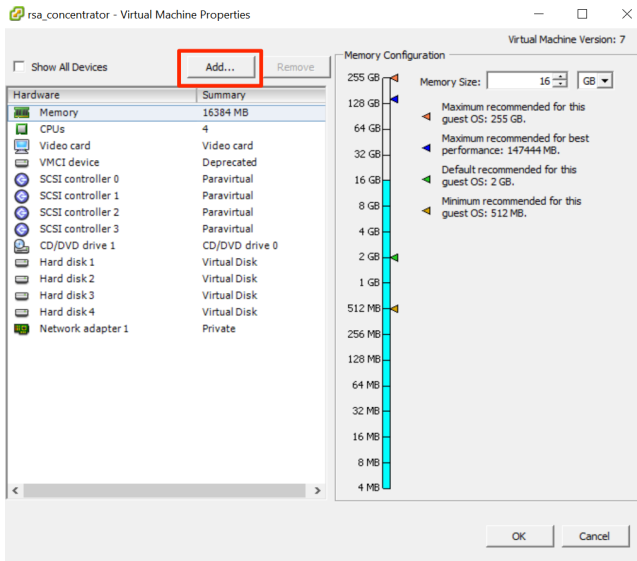 rsa_concentrator - Virtual Machine Properties
Virtual Machine Version: 7
Show All Devices
Add...
Remove
Hardware
Summary
Memory
16384 MB
CPUs
4
Video card
Video card
VMCI device
Deprecated
SCSI controller 0
Paravirtual
SCSI controller 1
Paravirtual
SCSI controller 2
Paravirtual
SCSI controller 3
Paravirtual
CD/DVD drive 1
CD/DVD drive 0
Hard disk 1
Virtual Disk
Hard disk 2
Virtual Disk
Hard disk 3
Virtual Disk
Hard disk 4
Virtual Disk
Network adapter 1
Private
Memory Configuration
255 GB
128 GB
64 GB
32 GB
16 GB
8 GB
4 GB
2 GB
1 GB
512 MB
256 MB
128 MB
64 MB
32 MB
16 MB
8 MB
4 MB
Memory Size:
16
GB
Maximum recommended for this
guest OS: 255 GB.
Maximum recommended for best
performance: 147444 MB.
Default recommended for this
guest OS: 2 GB.
Minimum recommended for this
guest OS: 512 MB.
OK
Cancel